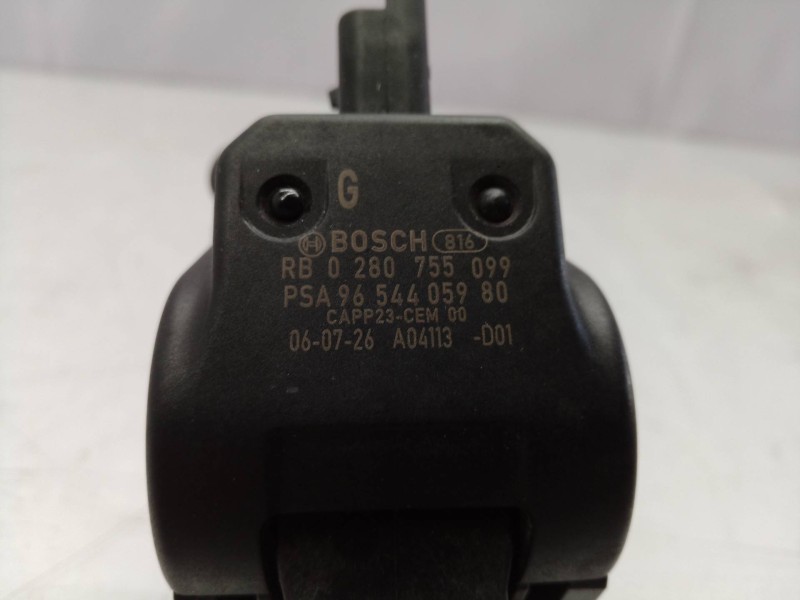 G
BOSCH 816
RB 0 280 755 099
PSA 96 544 059 80
CAPP23-CEM 00
06-07-26 A04113 -D01